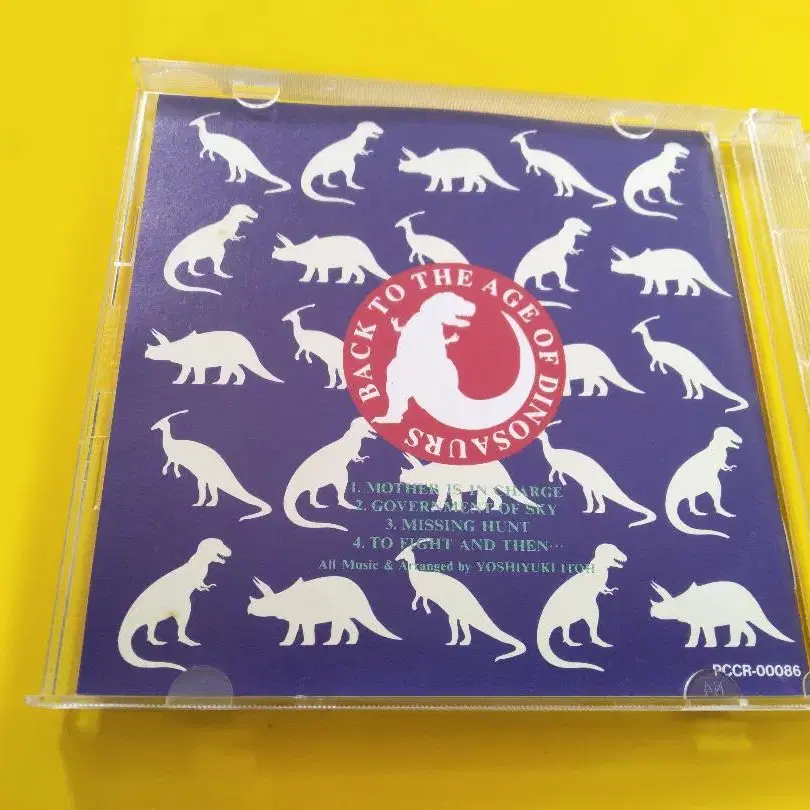 BACK TO THE AGE OF DINOSAURS
1. MOTHER IS IN CHARGE
2. GOVERNMENT OF SKY
3. MISSING HUNT
4. TO FIGHT AND THEN…
All Music & Arranged by YOSHIYUKI ITOH
PCCR-00086